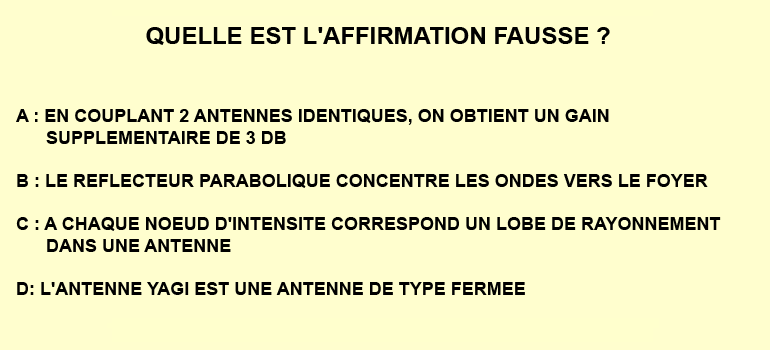 QUELLE EST L'AFFIRMATION FAUSSE ?
A : EN COUPLANT 2 ANTENNES IDENTIQUES, ON OBTIENT UN GAIN
SUPPLEMENTAIRE DE 3 DB
B : LE REFLECTEUR PARABOLIQUE CONCENTRE LES ONDES VERS LE FOYER
C : A CHAQUE NOEUD D'INTENSITE CORRESPOND UN LOBE DE RAYONNEMENT
DANS UNE ANTENNE
D: L'ANTENNE YAGI EST UNE ANTENNE DE TYPE FERMEE